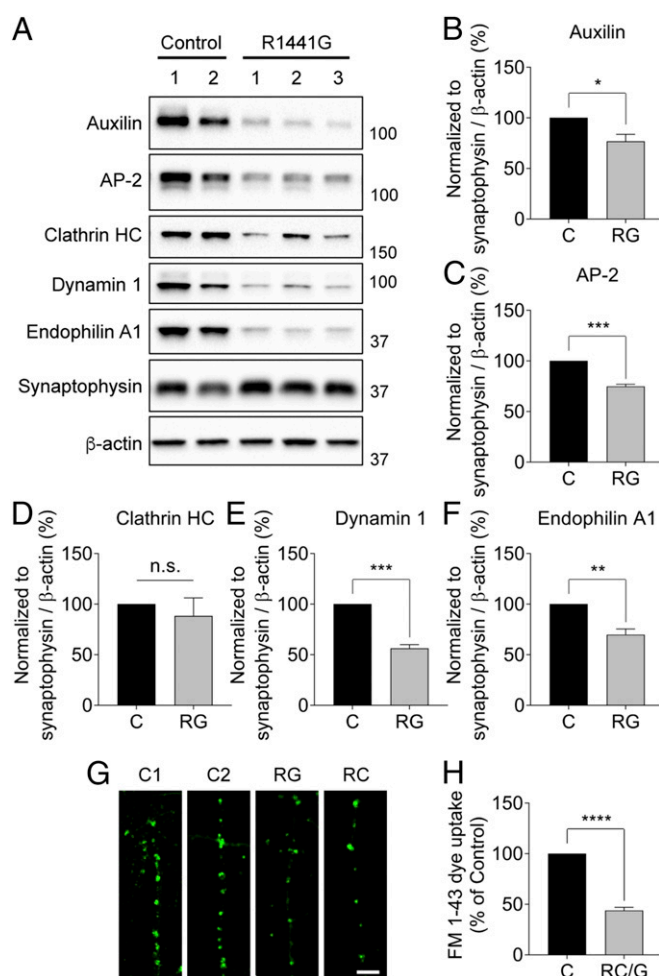 A
Control R1441G
1 2 1 2 3
Auxilin
100
AP-2
100
Clathrin HC
150
Dynamin 1
100
Endophilin A1
37
Synaptophysin
37
β-actin
37
B
Auxilin
Normalized to
synaptophysin / β-actin (%)
150
100
50
0
*
C RG
C
AP-2
Normalized to
synaptophysin / β-actin (%)
150
100
50
0
***
C RG
D
Clathrin HC
Normalized to
synaptophysin / β-actin (%)
150
100
50
0
n.s.
C RG
E
Dynamin 1
Normalized to
synaptophysin / β-actin (%)
150
100
50
0
***
C RG
F
Endophilin A1
Normalized to
synaptophysin / β-actin (%)
150
100
50
0
**
C RG
G
C1 C2 RG RC
H
FM 1-43 dye uptake
(% of Control)
150
100
50
0
****
C RC/G